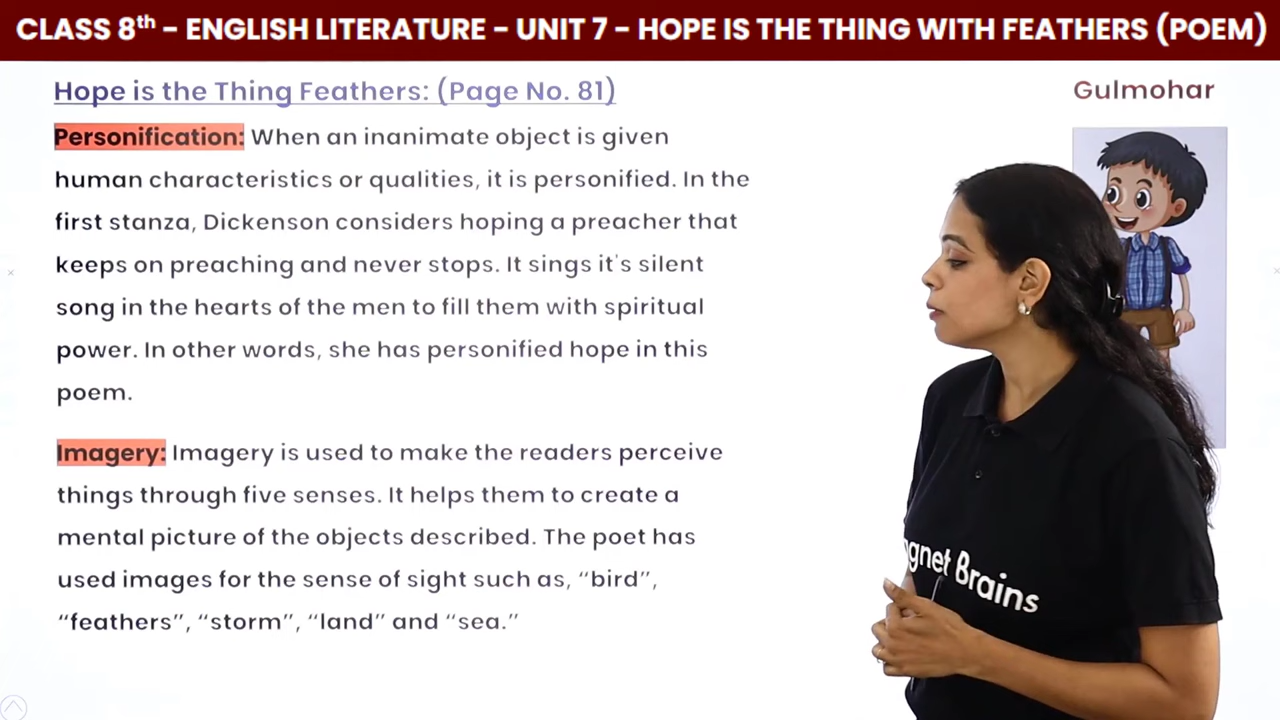 CLASS 8th - ENGLISH LITERATURE - UNIT 7 - HOPE IS THE THING WITH FEATHERS (POEM)
Hope is the Thing Feathers: (Page No. 81)
Gulmohar
Personification: When an inanimate object is given
human characteristics or qualities, it is personified. In the
first stanza, Dickenson considers hoping a preacher that
keeps on preaching and never stops. It sings it's silent
song in the hearts of the men to fill them with spiritual
power. In other words, she has personified hope in this
poem.
Imagery: Imagery is used to make the readers perceive
things through five senses. It helps them to create a
mental picture of the objects described. The poet has
used images for the sense of sight such as, “bird”,
“feathers”, “storm”, “land” and “sea.”
gnet Brains